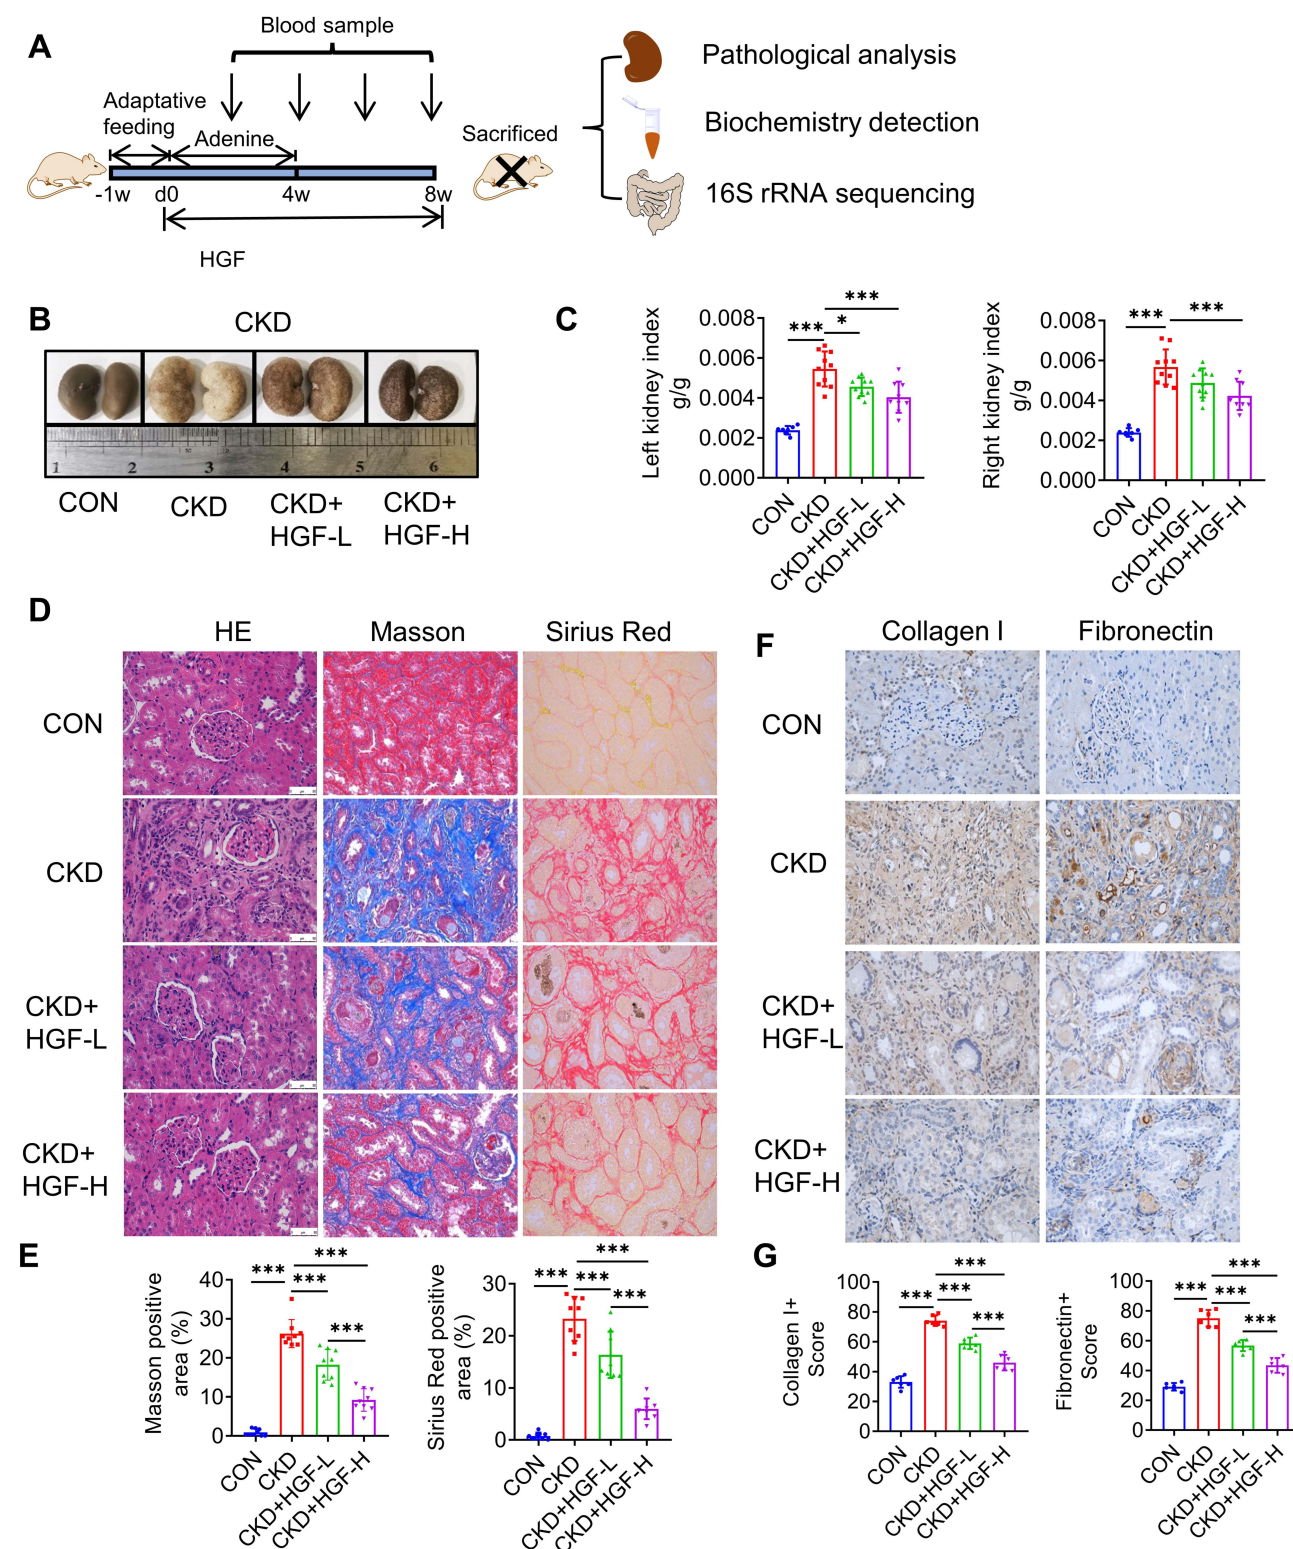 A
Blood sample
Adaptative
feeding
Adenine
-1w
d0
4w
8w
HGF
Sacrificed
Pathological analysis
Biochemistry detection
16S rRNA sequencing
B
CKD
1 2 3 4 5 6
CON
CKD
CKD+
HGF-L
CKD+
HGF-H
C
Left kidney index
g/g
0.008
0.006
0.004
0.002
0.000
***
*
***
CON
CKD
CKD+HGF-L
CKD+HGF-H
Right kidney index
g/g
0.008
0.006
0.004
0.002
0.000
***
***
CON
CKD
CKD+HGF-L
CKD+HGF-H
D
HE
Masson
Sirius Red
CON
CKD
CKD+
HGF-L
CKD+
HGF-H
F
Collagen I
Fibronectin
CON
CKD
CKD+
HGF-L
CKD+
HGF-H
E
Masson positive
area (%)
40
30
20
10
0
***
***
***
***
CON
CKD
CKD+HGF-L
CKD+HGF-H
Sirius Red positive
area (%)
30
20
10
0
***
***
***
***
CON
CKD
CKD+HGF-L
CKD+HGF-H
G
Collagen I+
Score
100
80
60
40
20
0
***
***
***
***
CON
CKD
CKD+HGF-L
CKD+HGF-H
Fibronectin+
Score
100
80
60
40
20
0
***
***
***
***
CON
CKD
CKD+HGF-L
CKD+HGF-H